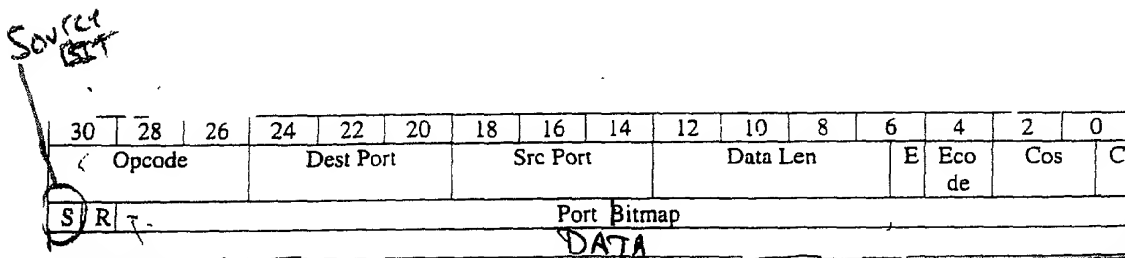 Source
BIT
30 28 26 24 22 20 18 16 14 12 10 8 6 4 2 0
Opcode Dest Port Src Port Data Len E Eco Cos C
de
S R Port Bitmap
DATA